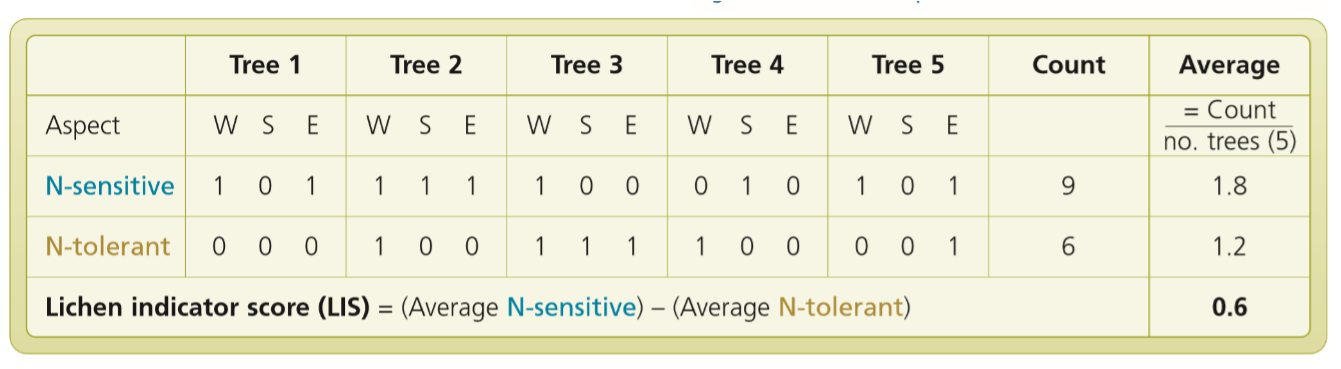 Tree 1 Tree 2 Tree 3 Tree 4 Tree 5 Count Average
Aspect W S E W S E W S E W S E W S E = Count
no. trees (5)
N-sensitive 1 0 1 1 1 1 1 0 0 0 1 0 1 0 1 9 1.8
N-tolerant 0 0 0 1 0 0 1 1 1 1 0 0 0 0 1 6 1.2
Lichen indicator score (LIS) = (Average N-sensitive) – (Average N-tolerant) 0.6